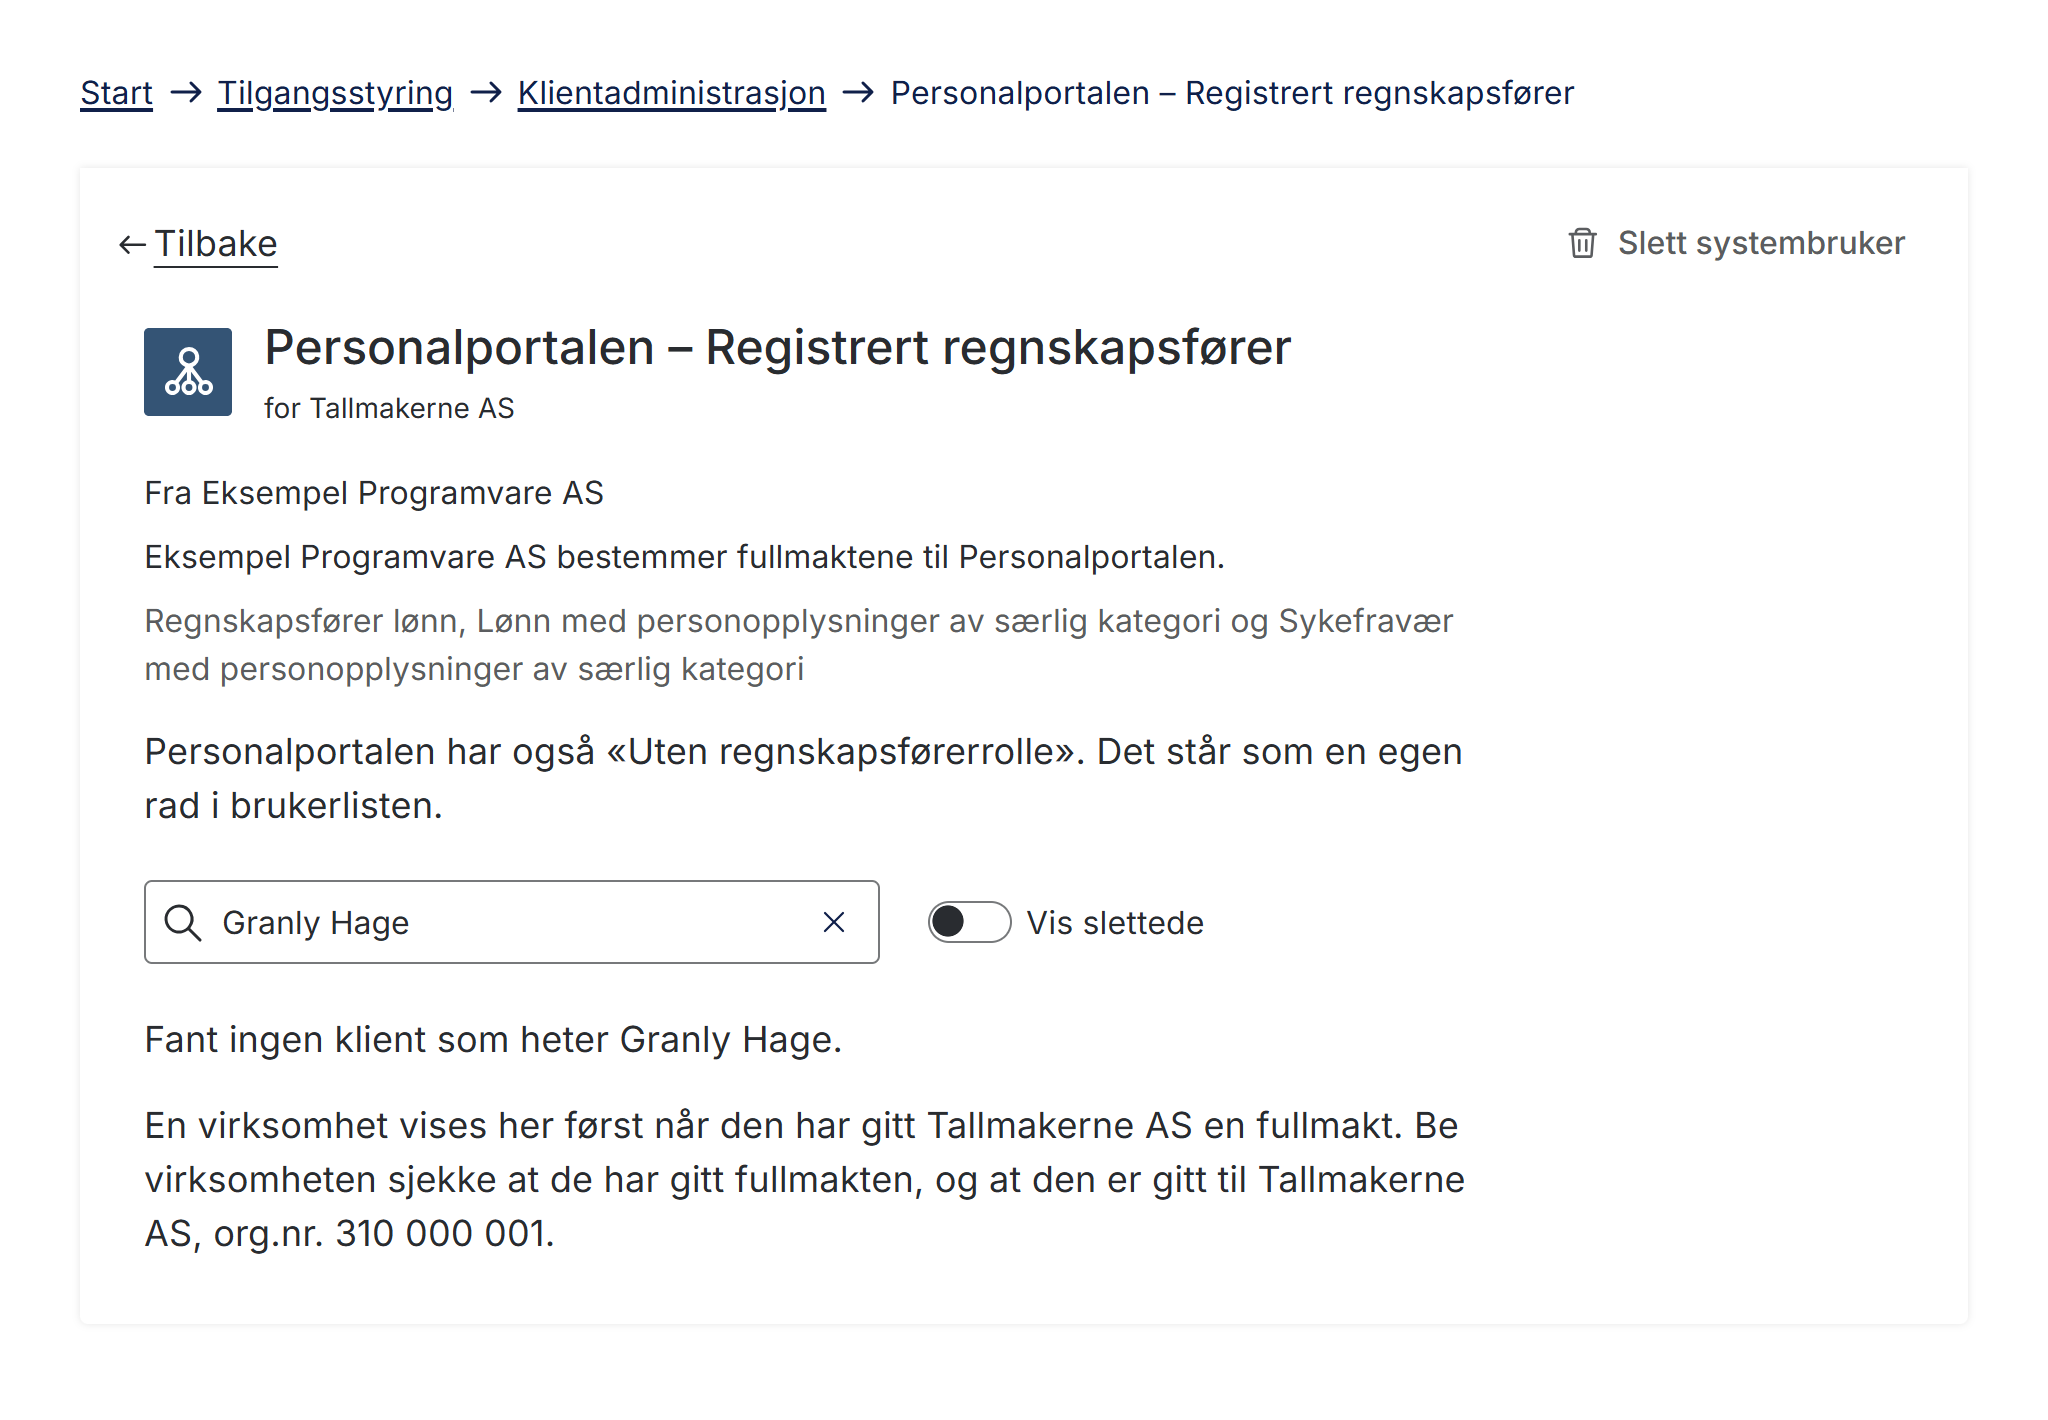 Start → Tilgangsstyring → Klientadministrasjon → Personalportalen – Registrert regnskapsfører
← Tilbake
Slett systembruker
Personalportalen – Registrert regnskapsfører
for Tallmakerne AS
Fra Eksempel Programvare AS
Eksempel Programvare AS bestemmer fullmaktene til Personalportalen.
Regnskapsfører lønn, Lønn med personopplysninger av særlig kategori og Sykefravær
med personopplysninger av særlig kategori
Personalportalen har også «Uten regnskapsførerrolle». Det står som en egen
rad i brukerlisten.
Granly Hage
Vis slettede
Fant ingen klient som heter Granly Hage.
En virksomhet vises her først når den har gitt Tallmakerne AS en fullmakt. Be
virksomheten sjekke at de har gitt fullmakten, og at den er gitt til Tallmakerne
AS, org.nr. 310 000 001.